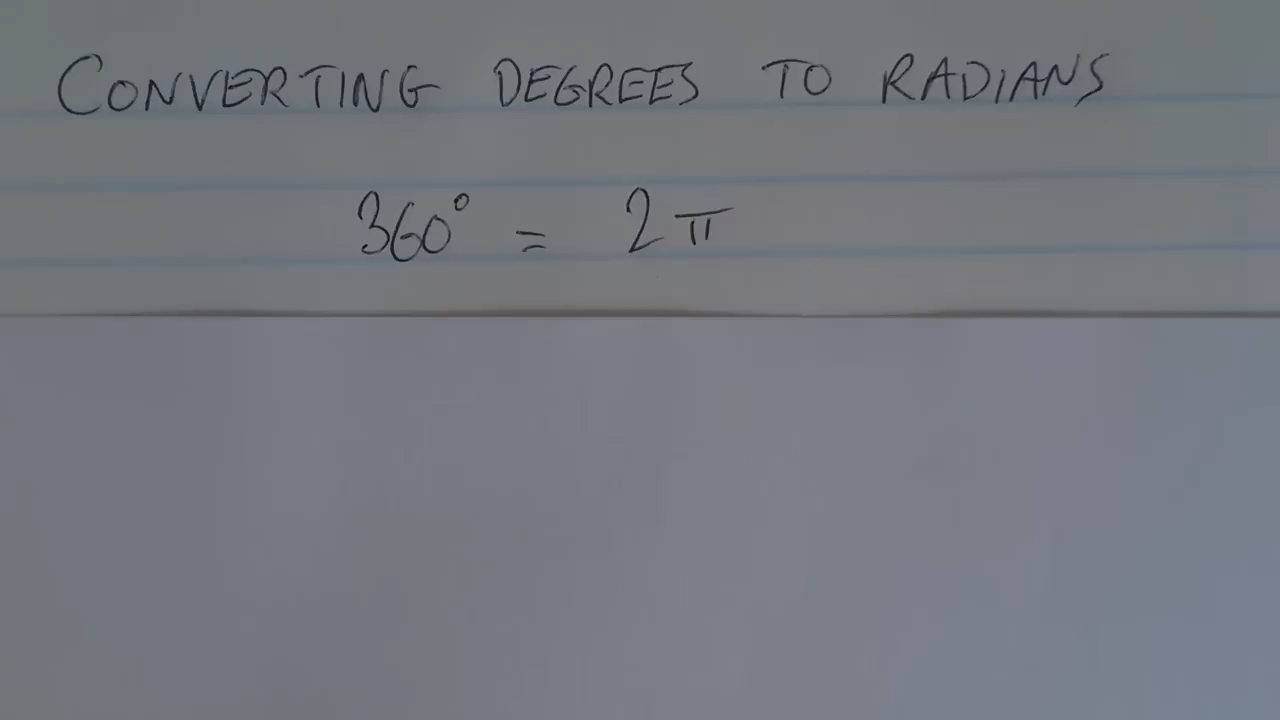 CONVERTING DEGREES TO RADIANS
360° = 2π